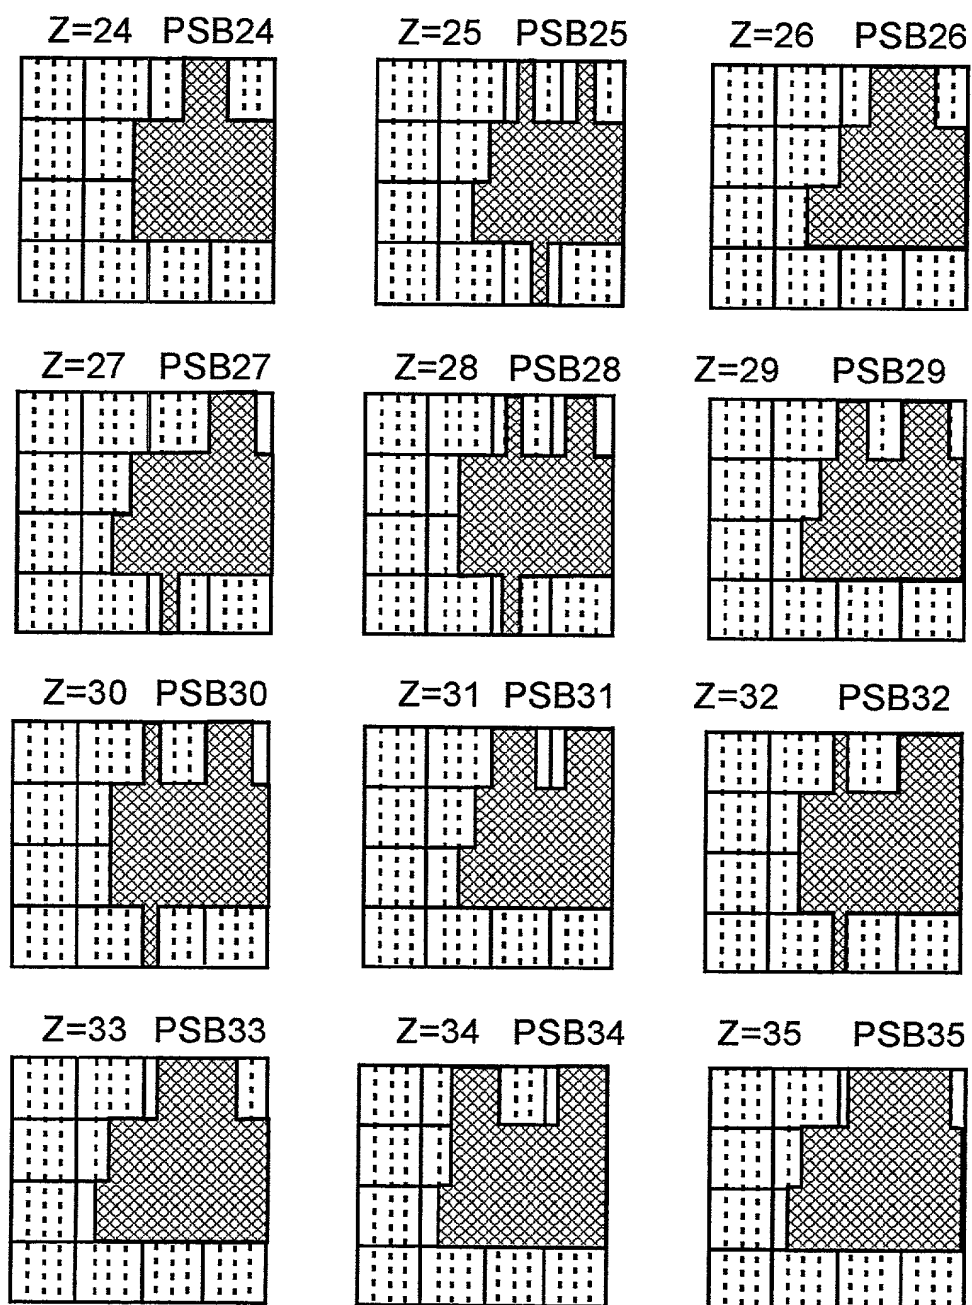 Z=24 PSB24 Z=25 PSB25 Z=26 PSB26
Z=27 PSB27 Z=28 PSB28 Z=29 PSB29
Z=30 PSB30 Z=31 PSB31 Z=32 PSB32
Z=33 PSB33 Z=34 PSB34 Z=35 PSB35